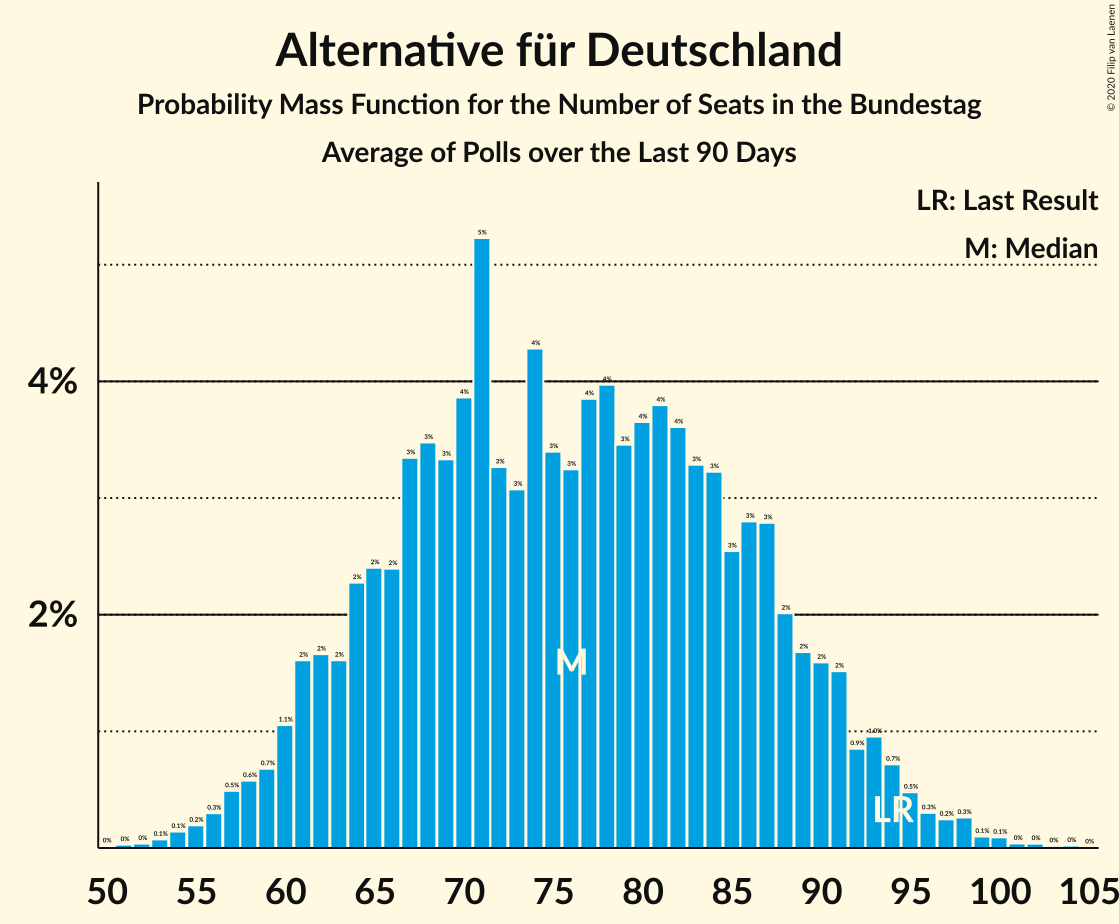 Alternative für Deutschland
Probability Mass Function for the Number of Seats in the Bundestag
Average of Polls over the Last 90 Days
© 2020 Filip van Laenen
LR: Last Result
M: Median
4%
2%
0% 0% 0% 0.1% 0.1% 0.2% 0.3% 0.5% 0.6% 0.7% 1.1% 2% 2% 2% 2% 2% 2% 3% 3% 3% 4% 5% 3% 3% 4% 3% 3% 4% 4% 3% 4% 4% 4% 3% 3% 3% 3% 3% 2% 2% 2% 2% 0.9% 1.0% 0.7% 0.5% 0.3% 0.2% 0.3% 0.1% 0.1% 0% 0% 0% 0% 0%
M
LR
50 55 60 65 70 75 80 85 90 95 100 105